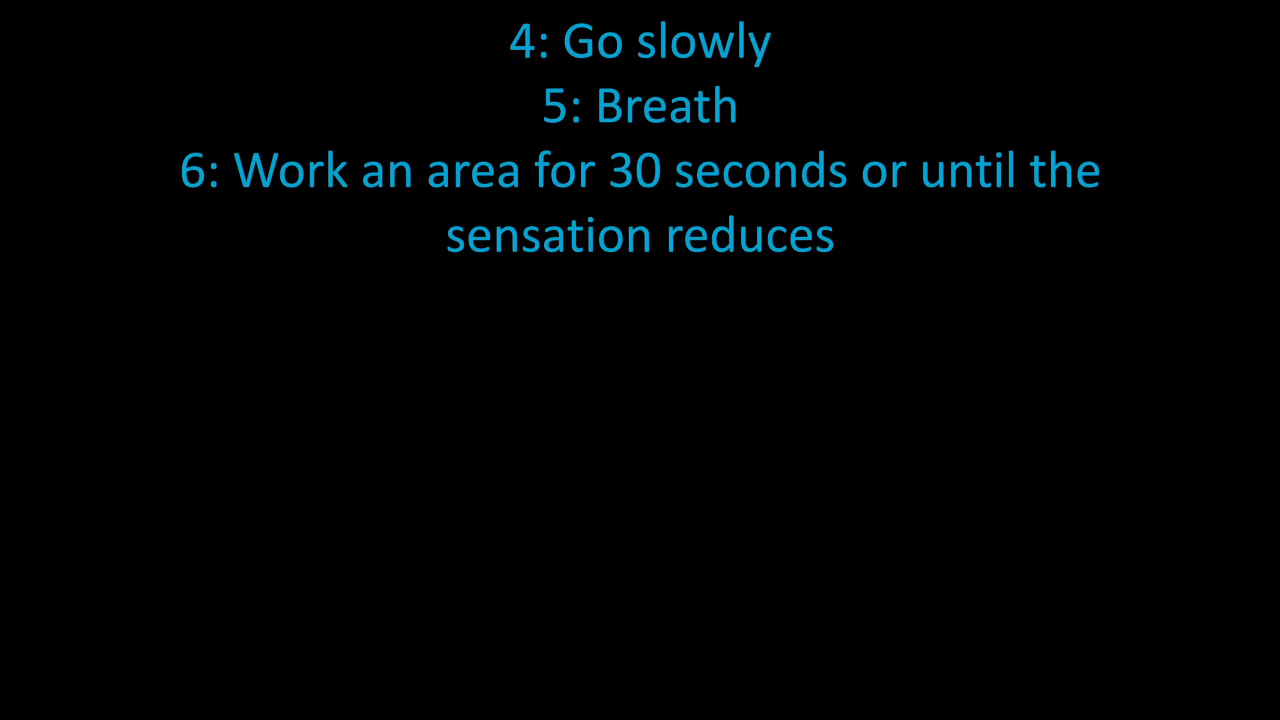 4: Go slowly
5: Breath
6: Work an area for 30 seconds or until the
sensation reduces